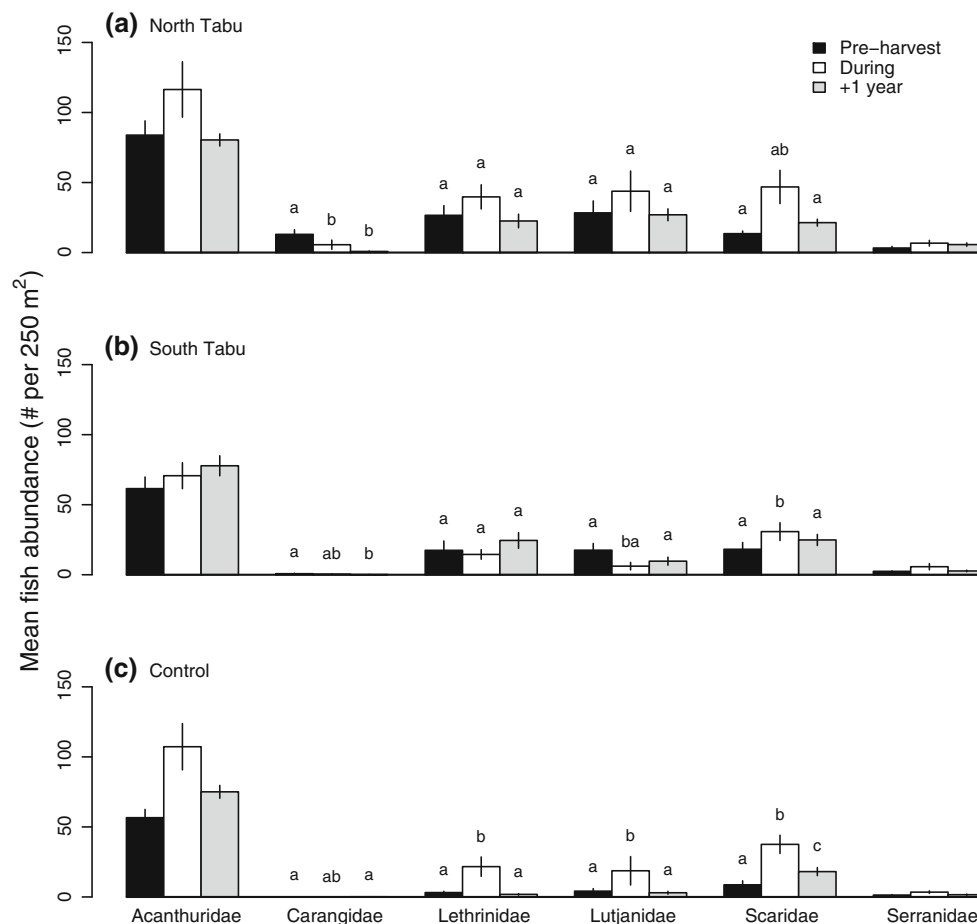 (a) North Tabu
Pre−harvest
During
+1 year
150
100
50
0
a b b a a a a a a a ab a
Mean fish abundance (# per 250 m²)
(b) South Tabu
150
100
50
0
a ab b a a a a ba a a b a
(c) Control
150
100
50
0
a ab a a b a a b a a b c
Acanthuridae Carangidae Lethrinidae Lutjanidae Scaridae Serranidae